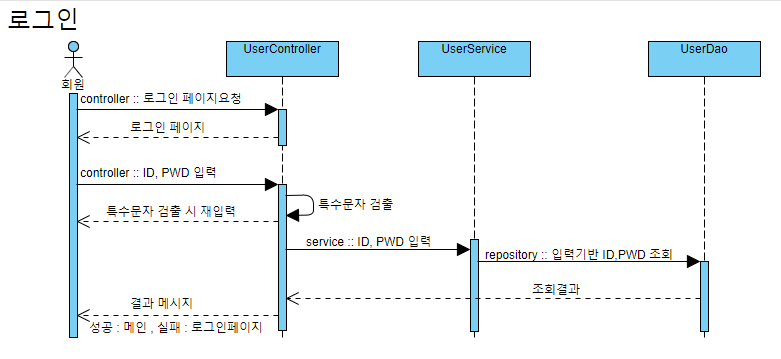 로그인
UserController
UserService
UserDao
회원
controller :: 로그인 페이지요청
로그인 페이지
controller :: ID, PWD 입력
특수문자 검출
특수문자 검출 시 재입력
service :: ID, PWD 입력
repository :: 입력기반 ID,PWD 조회
조회결과
결과 메시지
성공 : 메인 , 실패 : 로그인페이지